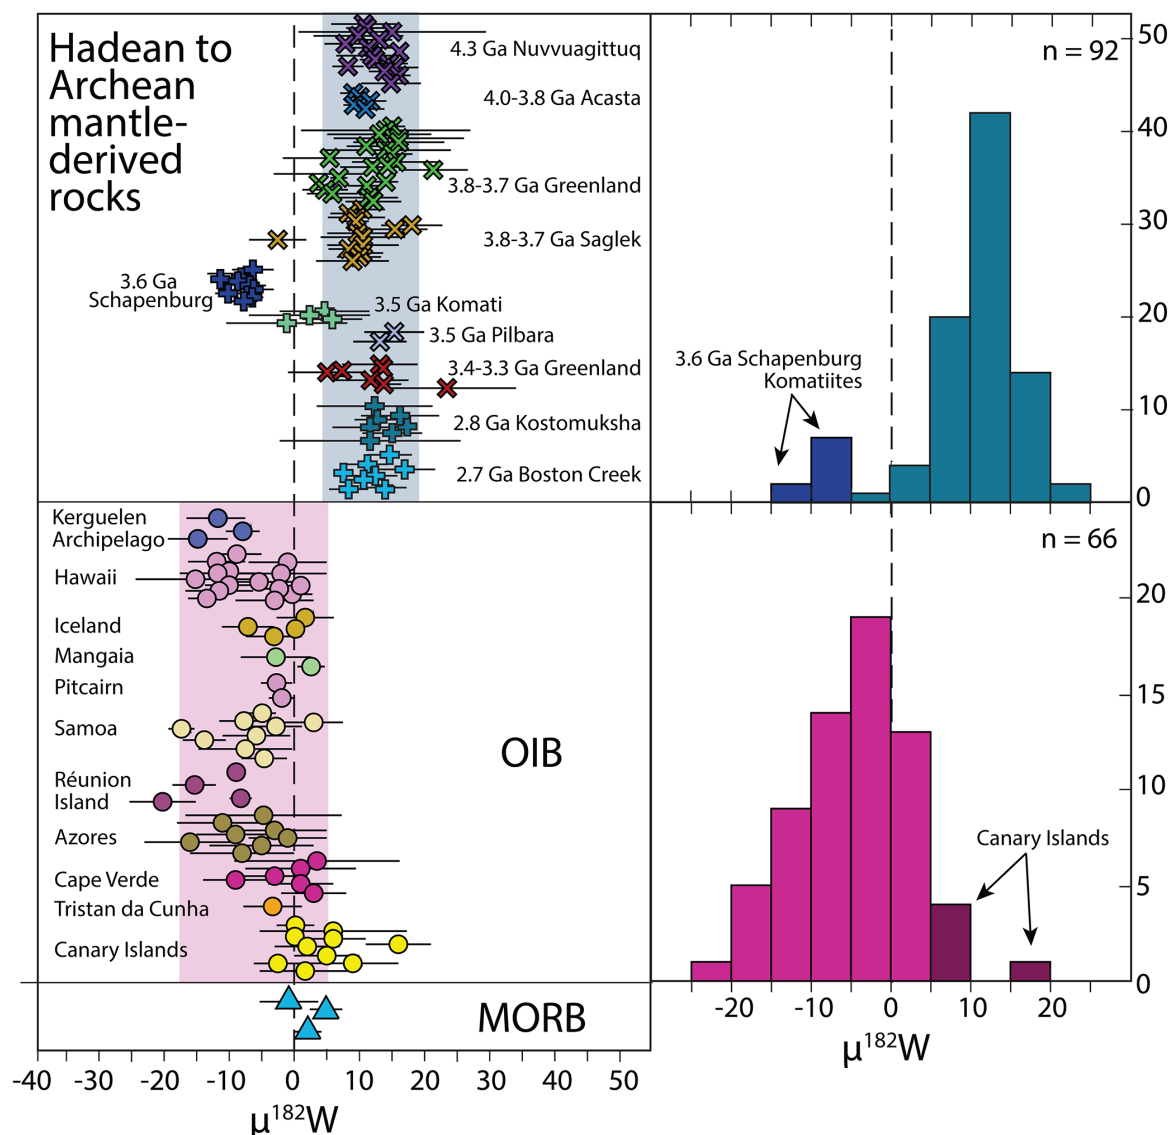 Hadean to
Archean
mantle-
derived
rocks
4.3 Ga Nuvvuagittuq
4.0-3.8 Ga Acasta
3.8-3.7 Ga Greenland
3.8-3.7 Ga Saglek
3.6 Ga
Schapenburg
3.5 Ga Komati
3.5 Ga Pilbara
3.4-3.3 Ga Greenland
2.8 Ga Kostomuksha
2.7 Ga Boston Creek
n = 92
50
40
30
20
10
0
3.6 Ga Schapenburg
Komatiites
Kerguelen
Archipelago
Hawaii
Iceland
Mangaia
Pitcairn
Samoa
Réunion
Island
Azores
Cape Verde
Tristan da Cunha
Canary Islands
OIB
MORB
-40 -30 -20 -10 0 10 20 30 40 50
μ¹⁸²W
n = 66
20
15
10
5
0
Canary Islands
-20 -10 0 10 20
μ¹⁸²W